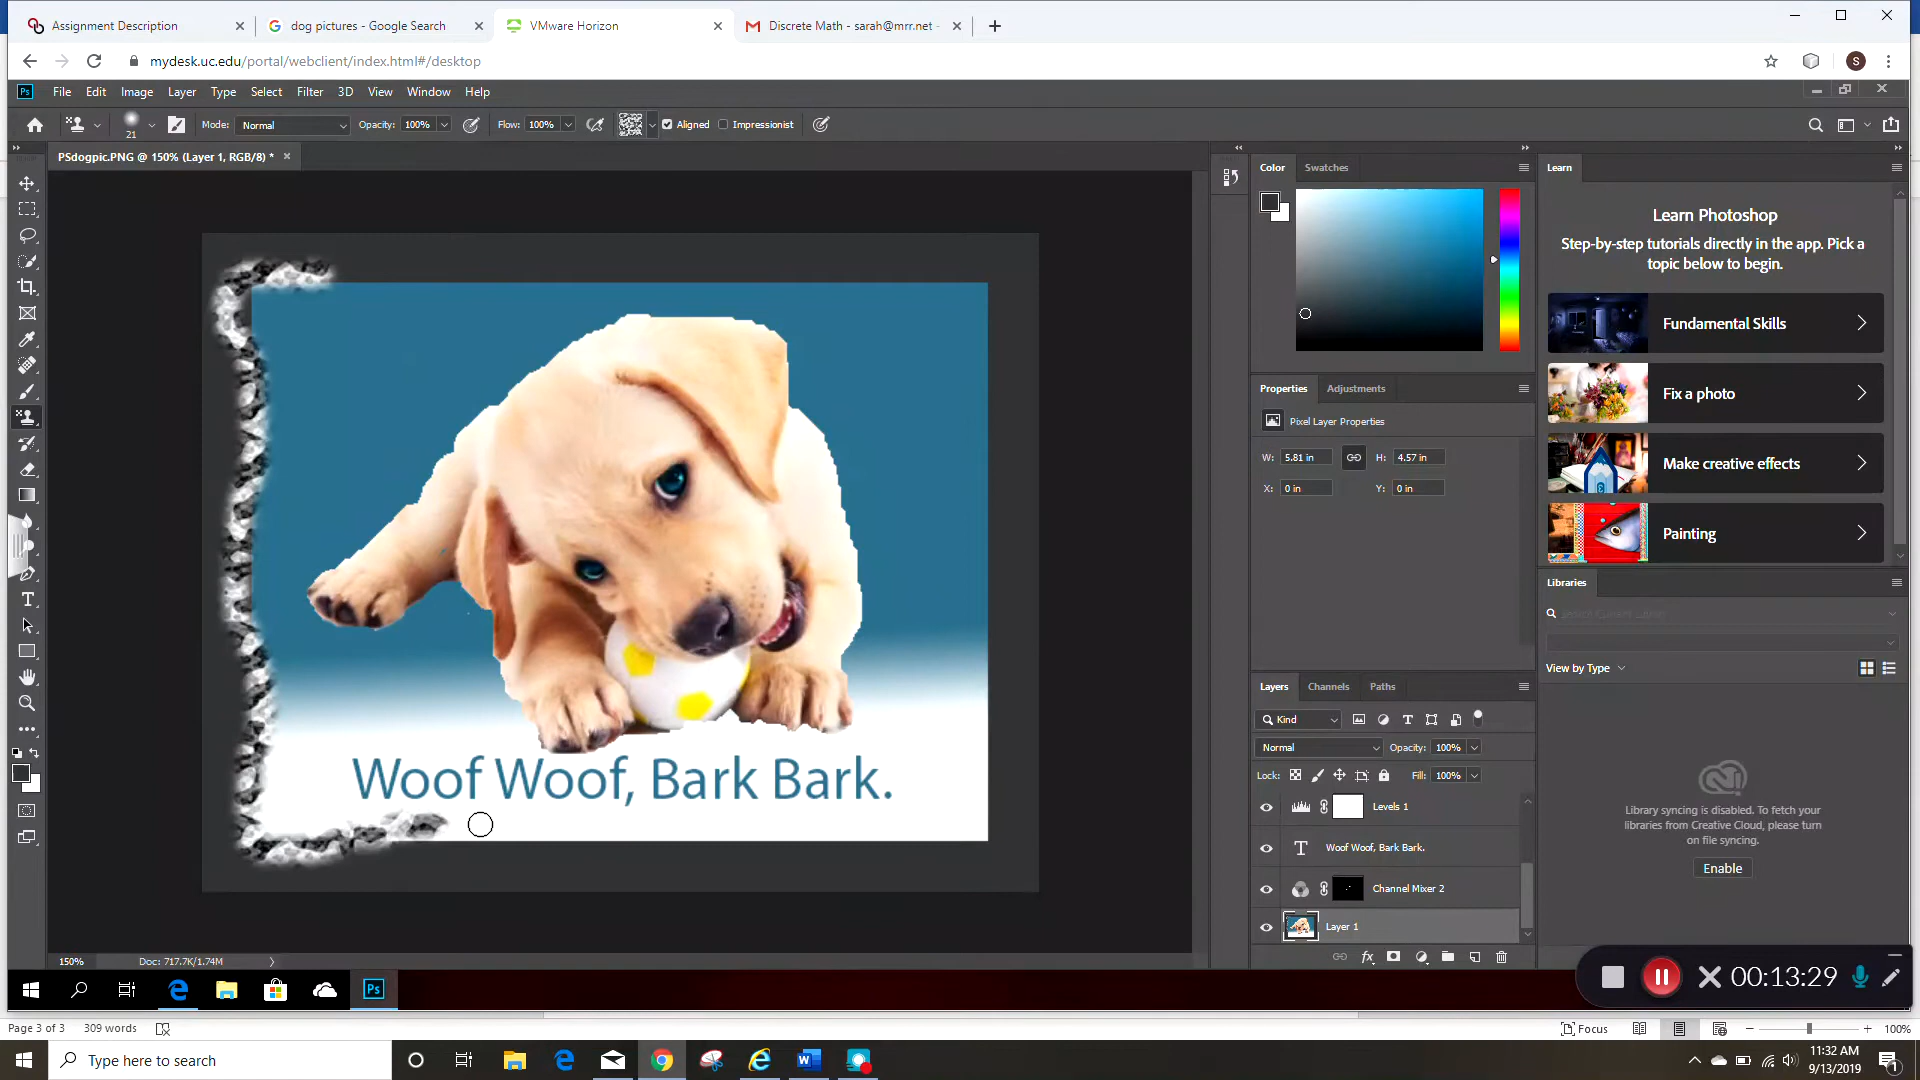 Assignment Description
dog pictures - Google Search
VMware Horizon
Discrete Math - sarah@mrr.net -
mydesk.uc.edu/portal/webclient/index.html#/desktop
S
Ps File Edit Image Layer Type Select Filter 3D View Window Help
21 Mode: Normal Opacity: 100% Flow: 100% Aligned Impressionist
PSdogpic.PNG @ 150% (Layer 1, RGB/8) *
Color Swatches
Learn
Learn Photoshop
Step-by-step tutorials directly in the app. Pick a
topic below to begin.
Fundamental Skills
Fix a photo
Make creative effects
Painting
Properties Adjustments
Pixel Layer Properties
W: 5.81 in H: 4.57 in
X: 0 in Y: 0 in
Woof Woof, Bark Bark.
Layers Channels Paths
Kind
Normal Opacity: 100%
Lock: Fill: 100%
Levels 1
Woof Woof, Bark Bark.
Channel Mixer 2
Layer 1
fx
Libraries
View by Type
Library syncing is disabled. To fetch your
libraries from Creative Cloud, please turn
on file syncing.
Enable
150% Doc: 717.7K/1.74M
Ps
00:13:29
Page 3 of 3 309 words
Focus
100%
Type here to search
11:32 AM
9/13/2019
1